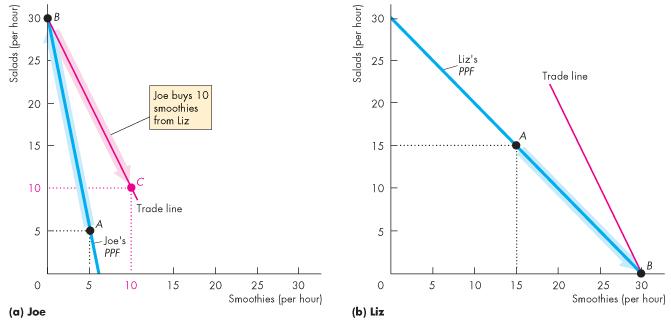 Salads (per hour)
30
25
20
15
10
5
0
5
10
15
20
25
30
Smoothies (per hour)
B
Joe buys 10
smoothies
from Liz
C
Trade line
A
Joe's
PPF
(a) Joe
Salads (per hour)
30
25
20
15
10
5
0
5
10
15
20
25
30
Smoothies (per hour)
Liz's
PPF
Trade line
A
B
(b) Liz